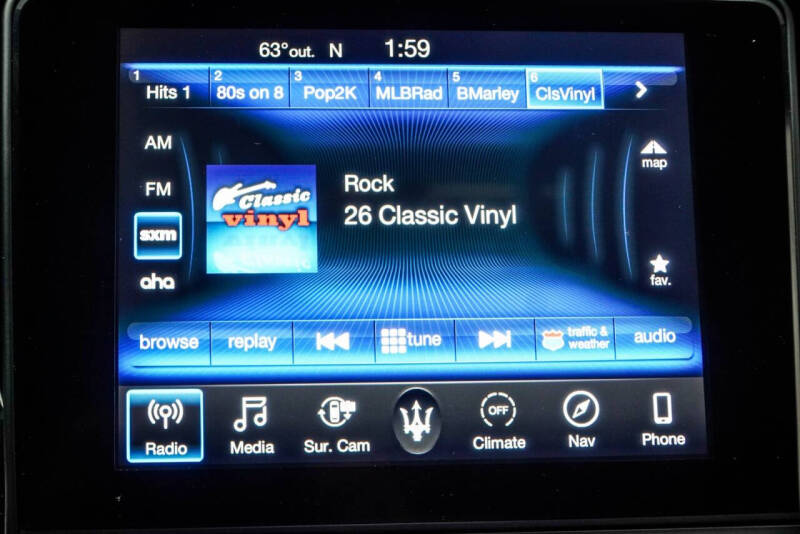 63° out. N 1:59
1 Hits 1 2 80s on 8 3 Pop2K 4 MLBRad 5 BMarley 6 ClsVinyl
AM
map
FM
Classic
vinyl
Rock
26 Classic Vinyl
sxm
aha
fav.
browse replay tune traffic & weather audio
OFF
Radio Media Sur. Cam Climate Nav Phone